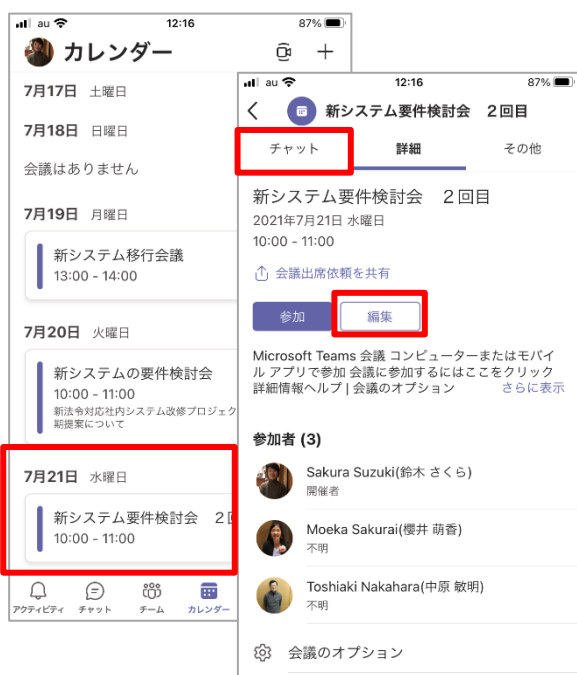 au 12:16 87%
カレンダー
7月17日 土曜日
7月18日 日曜日
会議はありません
7月19日 月曜日
新システム移行会議
13:00 - 14:00
7月20日 火曜日
新システムの要件検討会
10:00 - 11:00
新法令対応社内システム改修プロジェク
期提案について
7月21日 水曜日
新システム要件検討会 2
10:00 - 11:00
アクティビティ チャット チーム カレンダー
au 12:16 87%
新システム要件検討会 2回目
チャット 詳細 その他
新システム要件検討会 2回目
2021年7月21日 水曜日
10:00 - 11:00
会議出席依頼を共有
参加 編集
Microsoft Teams 会議 コンピューターまたはモバイ
ル アプリで参加 会議に参加するにはここをクリック
詳細情報ヘルプ | 会議のオプション さらに表示
参加者 (3)
Sakura Suzuki(鈴木 さくら)
開催者
Moeka Sakurai(櫻井 萌香)
不明
Toshiaki Nakahara(中原 敏明)
不明
会議のオプション